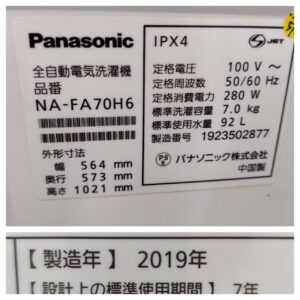 Panasonic
全自動電気洗濯機
品番
NA-FA70H6
外形寸法
幅 564 mm
奥行 573 mm
高さ 1021 mm
IPX4
S JET
定格電圧 100 V ～
定格周波数 50/60 Hz
定格消費電力 280 W
標準洗濯容量 7.0 kg
標準使用水量 92 L
製造番号 1923502877
PS E パナソニック株式会社
中国製
【 製造年 】 2019年
【 設計上の標準使用期間 】 7年